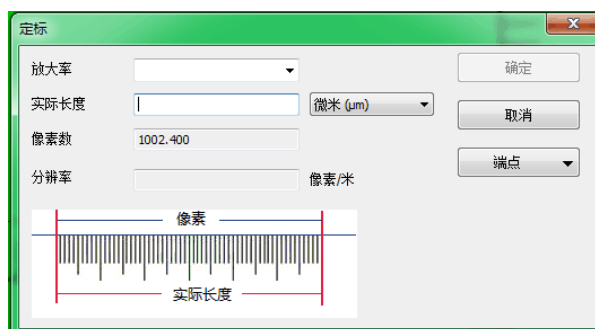 定标
放大率
确定
实际长度
微米 (μm)
取消
像素数
1002.400
端点
分辨率
像素/米
像素
实际长度